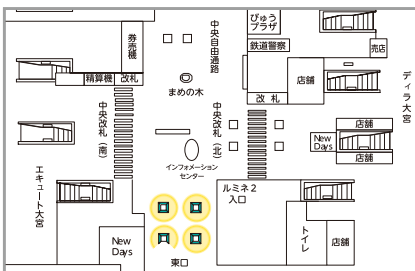 券売機
精算機
改札
中央改札（南）
エキュート大宮
New
Days
中央自由通路
まめの木
インフォメーション
センター
東口
びゅう
プラザ
鉄道警察
改札
店舗
売店
中央改札（北）
ディラ大宮
New
Days
店舗
店舗
ルミネ2
入口
トイレ
店舗